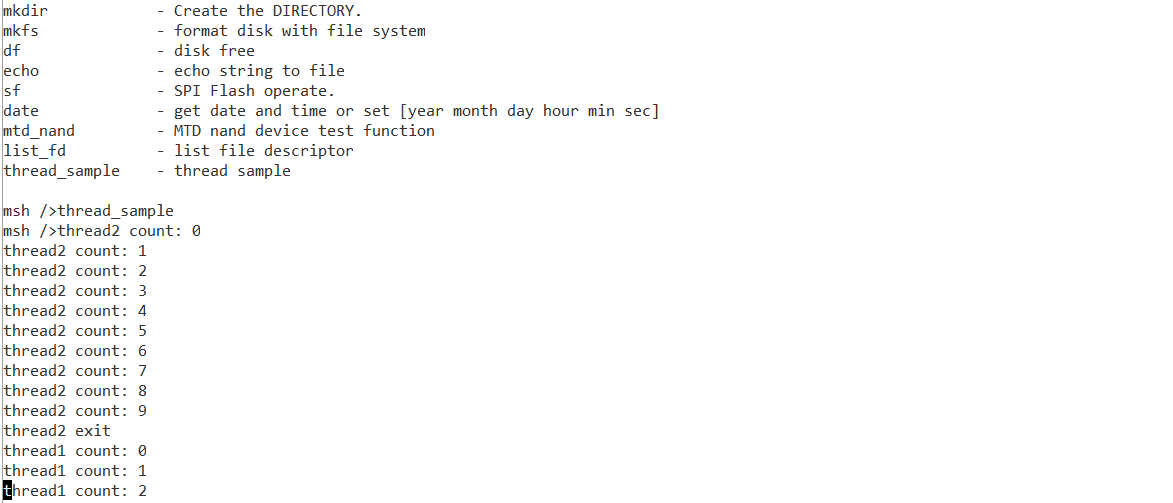 mkdir            - Create the DIRECTORY.
mkfs             - format disk with file system
df               - disk free
echo             - echo string to file
sf               - SPI Flash operate.
date             - get date and time or set [year month day hour min sec]
mtd_nand         - MTD nand device test function
list_fd          - list file descriptor
thread_sample    - thread sample
msh />thread_sample
msh />thread2 count: 0
thread2 count: 1
thread2 count: 2
thread2 count: 3
thread2 count: 4
thread2 count: 5
thread2 count: 6
thread2 count: 7
thread2 count: 8
thread2 count: 9
thread2 exit
thread1 count: 0
thread1 count: 1
thread1 count: 2